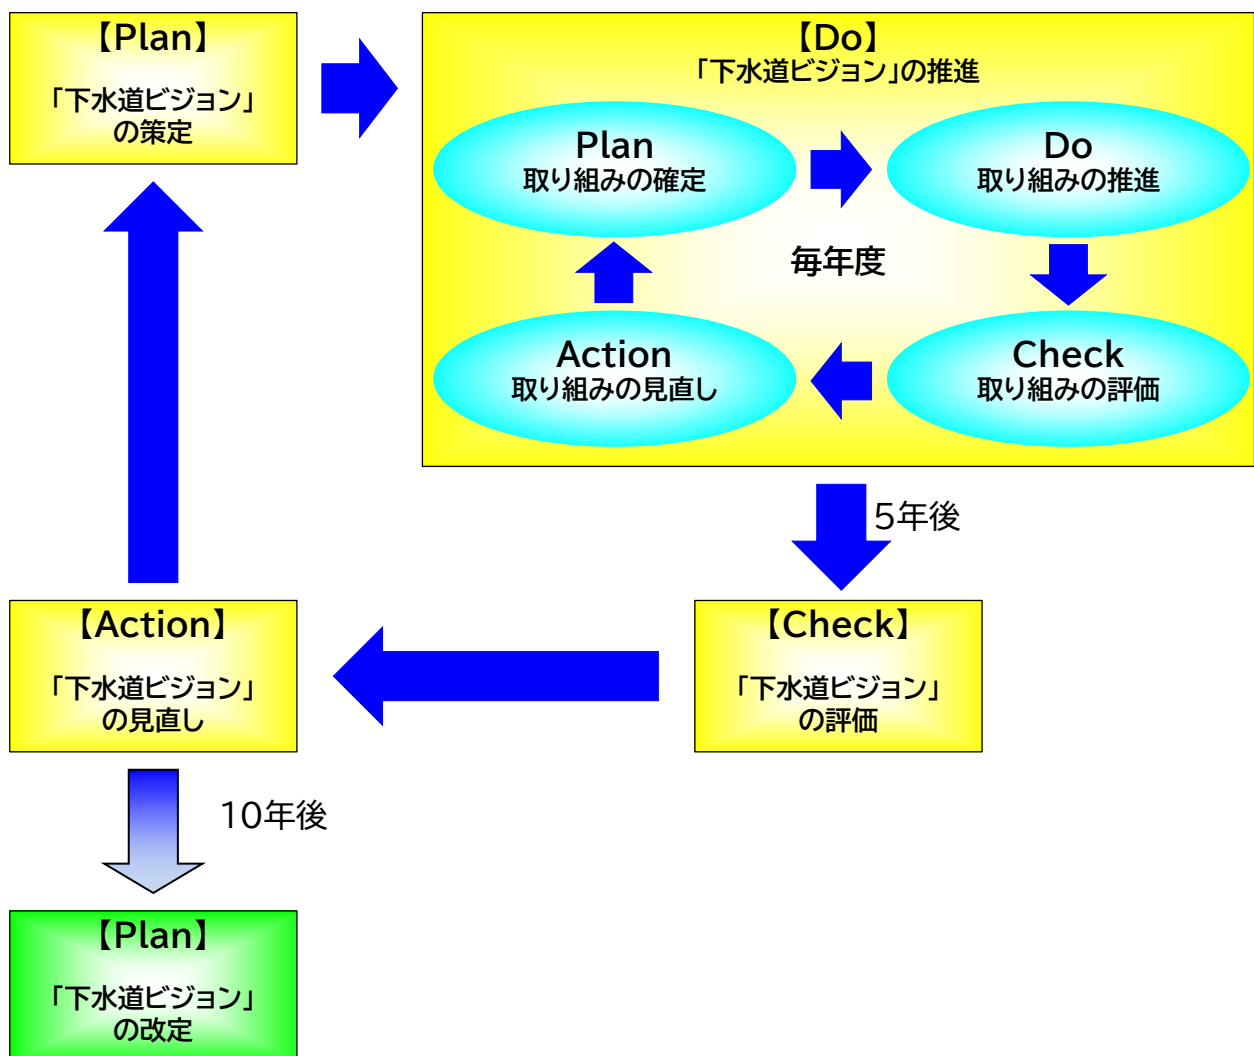 【Plan】
「下水道ビジョン」
の策定
【Do】
「下水道ビジョン」の推進
Plan
取り組みの確定
Do
取り組みの推進
毎年度
Action
取り組みの見直し
Check
取り組みの評価
5年後
【Action】
「下水道ビジョン」
の見直し
【Check】
「下水道ビジョン」
の評価
10年後
【Plan】
「下水道ビジョン」
の改定